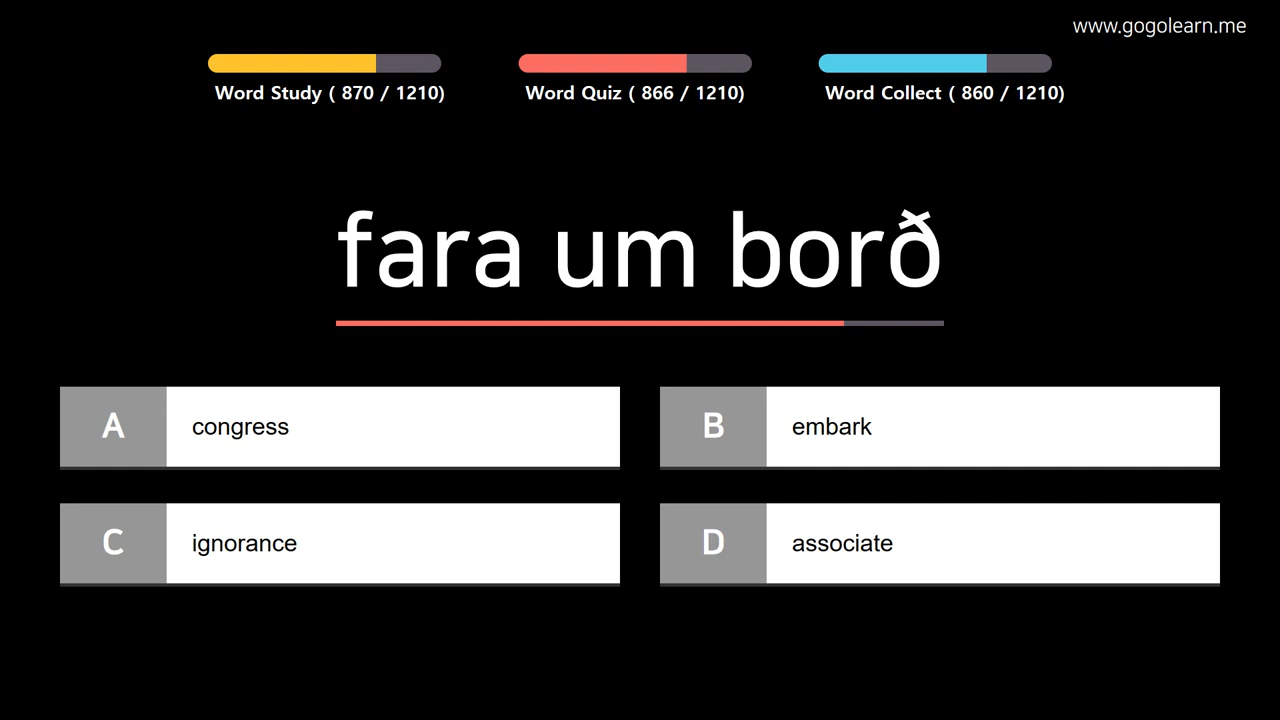 www.gogolearn.me
Word Study ( 870 / 1210)
Word Quiz ( 866 / 1210)
Word Collect ( 860 / 1210)
fara um borð
A
congress
B
embark
C
ignorance
D
associate